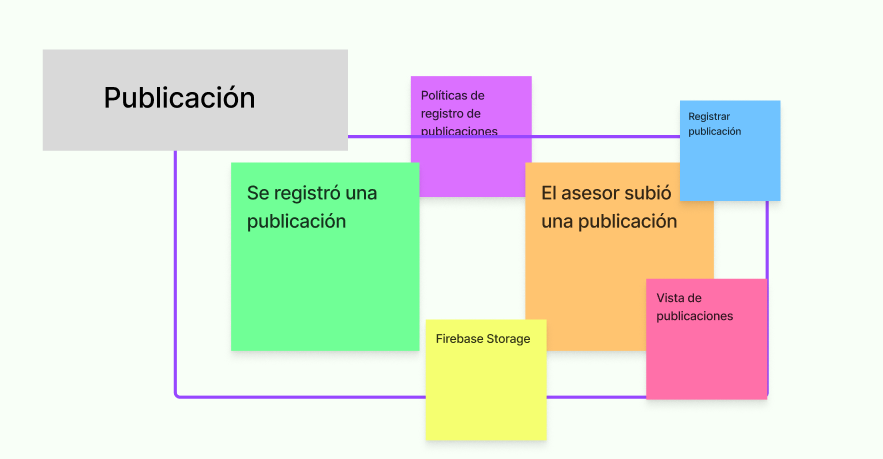 Publicación
Políticas de
registro de
publicaciones
Registrar
publicación
Se registró una
publicación
El asesor subió
una publicación
Vista de
publicaciones
Firebase Storage